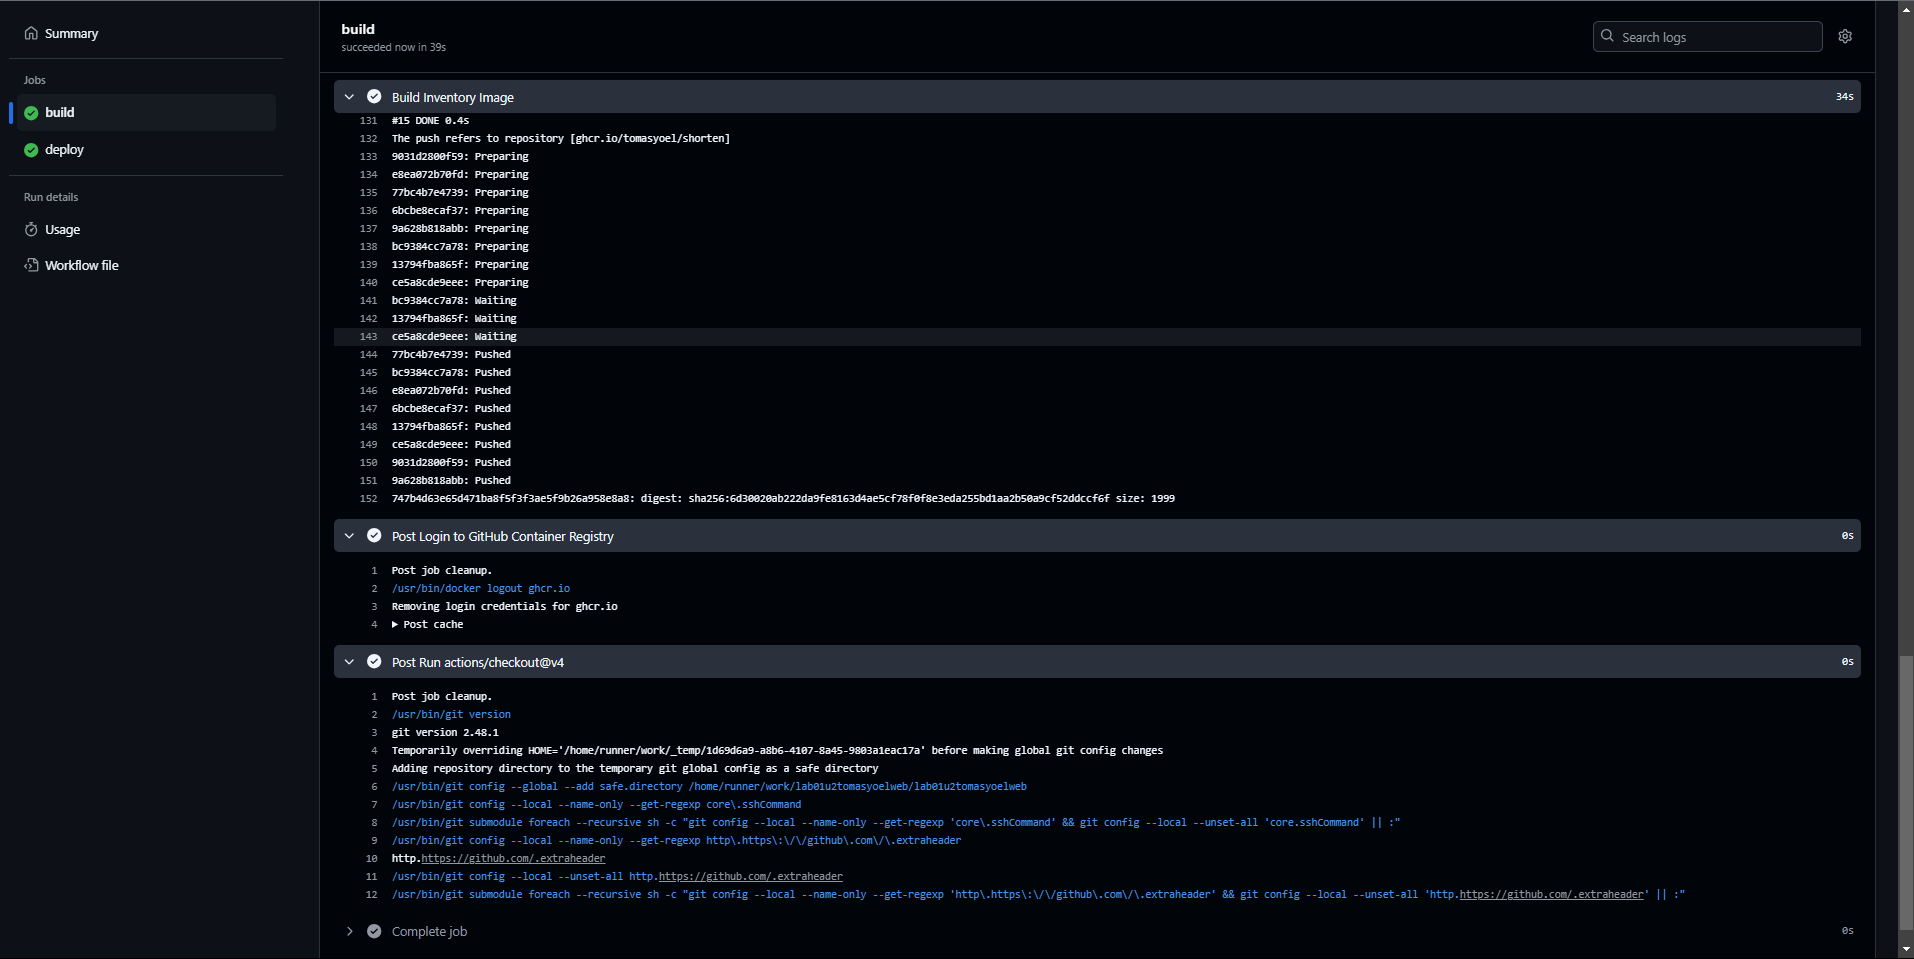 Summary
Jobs
build
deploy
Run details
Usage
Workflow file
build
succeeded now in 39s
Search logs
Build Inventory Image 34s
131 #15 DONE 0.4s
132 The push refers to repository [ghcr.io/tomasyoel/shorten]
133 9031d2800f59: Preparing
134 e8ea072b70fd: Preparing
135 77bc4b7e4739: Preparing
136 6bcbe8ecaf37: Preparing
137 9a628b818abb: Preparing
138 bc9384cc7a78: Preparing
139 13794fba865f: Preparing
140 ce5a8cde9eee: Preparing
141 bc9384cc7a78: Waiting
142 13794fba865f: Waiting
143 ce5a8cde9eee: Waiting
144 77bc4b7e4739: Pushed
145 bc9384cc7a78: Pushed
146 e8ea072b70fd: Pushed
147 6bcbe8ecaf37: Pushed
148 13794fba865f: Pushed
149 ce5a8cde9eee: Pushed
150 9031d2800f59: Pushed
151 9a628b818abb: Pushed
152 747b4d63e65d471ba8f5f3f3ae5f9b26a958e8a8: digest: sha256:6d30020ab222da9fe8163d4ae5cf78f0f8e3eda255bd1aa2b50a9cf52ddccf6f size: 1999
Post Login to GitHub Container Registry 0s
1 Post job cleanup.
2 /usr/bin/docker logout ghcr.io
3 Removing login credentials for ghcr.io
4 Post cache
Post Run actions/checkout@v4 0s
1 Post job cleanup.
2 /usr/bin/git version
3 git version 2.48.1
4 Temporarily overriding HOME='/home/runner/work/_temp/1d69d6a9-a8b6-4107-8a45-9803a1eac17a' before making global git config changes
5 Adding repository directory to the temporary git global config as a safe directory
6 /usr/bin/git config --global --add safe.directory /home/runner/work/lab01u2tomasyoelweb/lab01u2tomasyoelweb
7 /usr/bin/git config --local --name-only --get-regexp core\.sshCommand
8 /usr/bin/git submodule foreach --recursive sh -c "git config --local --name-only --get-regexp 'core\.sshCommand' && git config --local --unset-all 'core.sshCommand' || :"
9 /usr/bin/git config --local --name-only --get-regexp http\.https\:\/\/github\.com\/\.extraheader
10 http.https://github.com/.extraheader
11 /usr/bin/git config --local --unset-all http.https://github.com/.extraheader
12 /usr/bin/git submodule foreach --recursive sh -c "git config --local --name-only --get-regexp 'http\.https\:\/\/github\.com\/\.extraheader' && git config --local --unset-all 'http.https://github.com/.extraheader' || :"
Complete job 0s